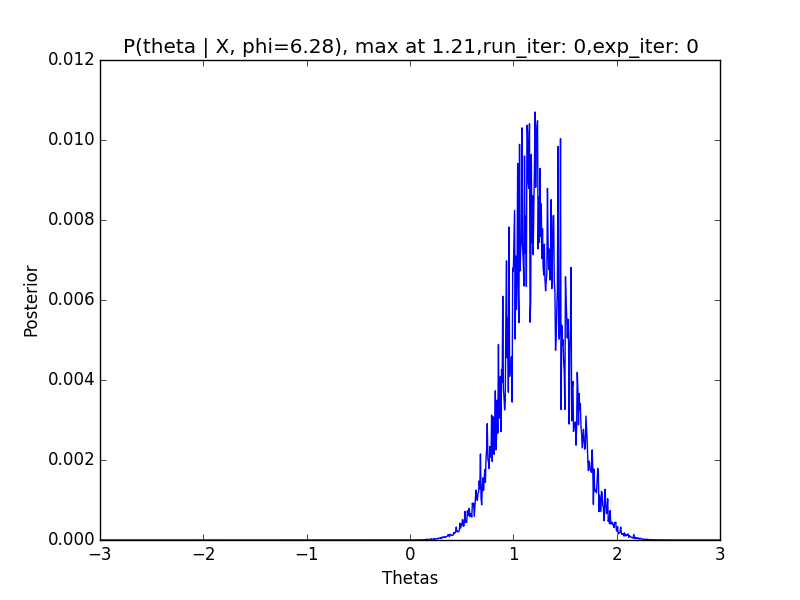 P(theta | X, phi=6.28), max at 1.21,run_iter: 0,exp_iter: 0
0.012
0.010
0.008
0.006
0.004
0.002
0.000
Posterior
−3 −2 −1 0 1 2 3
Thetas